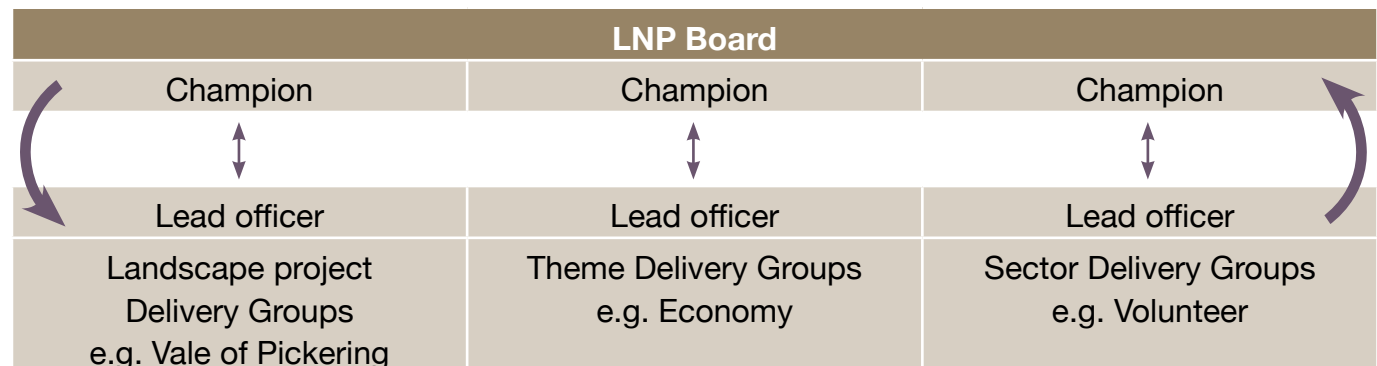 LNP Board
Champion
Champion
Champion
Lead officer
Lead officer
Lead officer
Landscape project
Delivery Groups
e.g. Vale of Pickering
Theme Delivery Groups
e.g. Economy
Sector Delivery Groups
e.g. Volunteer